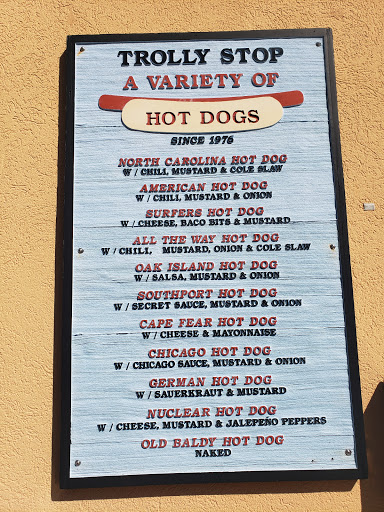 TROLLY STOP
A VARIETY OF
HOT DOGS
SINCE 1976
NORTH CAROLINA HOT DOG
W / CHILI, MUSTARD & COLE SLAW
AMERICAN HOT DOG
W / CHILI, MUSTARD & ONION
SURFERS HOT DOG
W / CHEESE, BACO BITS & MUSTARD
ALL THE WAY HOT DOG
W / CHILL, MUSTARD, ONION & COLE SLAW
OAK ISLAND HOT DOG
W / SALSA, MUSTARD & ONION
SOUTHPORT HOT DOG
W / SECRET SAUCE, MUSTARD & ONION
CAPE FEAR HOT DOG
W / CHEESE & MAYONNAISE
CHICAGO HOT DOG
W / CHICAGO SAUCE, MUSTARD & ONION
GERMAN HOT DOG
W / SAUERKRAUT & MUSTARD
NUCLEAR HOT DOG
W / CHEESE, MUSTARD & JALEPEÑO PEPPERS
OLD BALDY HOT DOG
NAKED